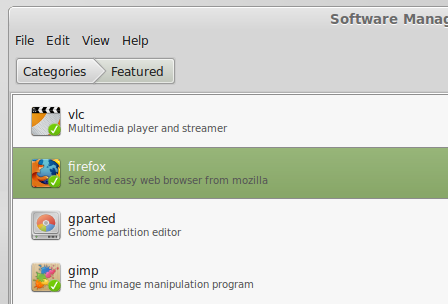 Software Manag
File Edit View Help
Categories Featured
vlc
Multimedia player and streamer
firefox
Safe and easy web browser from mozilla
gparted
Gnome partition editor
gimp
The gnu image manipulation program